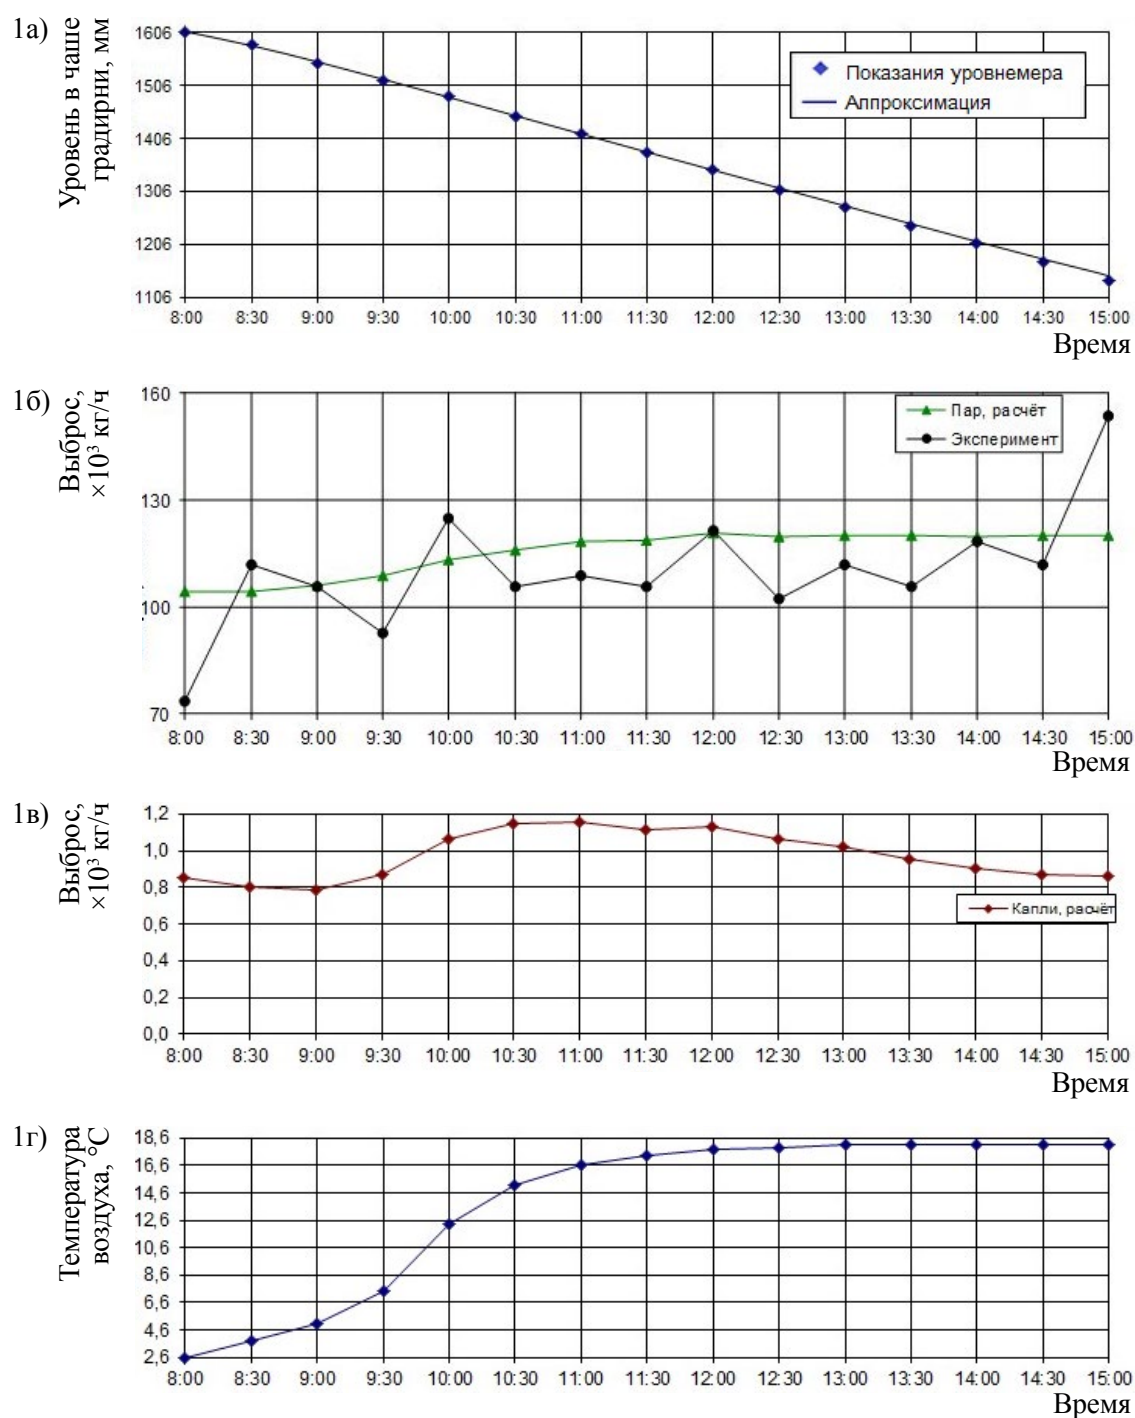 1а)
Уровень в чаше
градирни, мм
1606
1506
1406
1306
1206
1106
Показания уровнемера
Аппроксимация
8:00 8:30 9:00 9:30 10:00 10:30 11:00 11:30 12:00 12:30 13:00 13:30 14:00 14:30 15:00
Время
1б)
Выброс,
×10³ кг/ч
160
130
100
70
Пар, расчёт
Эксперимент
8:00 8:30 9:00 9:30 10:00 10:30 11:00 11:30 12:00 12:30 13:00 13:30 14:00 14:30 15:00
Время
1в)
Выброс,
×10³ кг/ч
1,2
1,0
0,8
0,6
0,4
0,2
0,0
Капли, расчёт
8:00 8:30 9:00 9:30 10:00 10:30 11:00 11:30 12:00 12:30 13:00 13:30 14:00 14:30 15:00
Время
1г)
Температура
воздуха, °C
18,6
16,6
14,6
12,6
10,6
8,6
6,6
4,6
2,6
8:00 8:30 9:00 9:30 10:00 10:30 11:00 11:30 12:00 12:30 13:00 13:30 14:00 14:30 15:00
Время